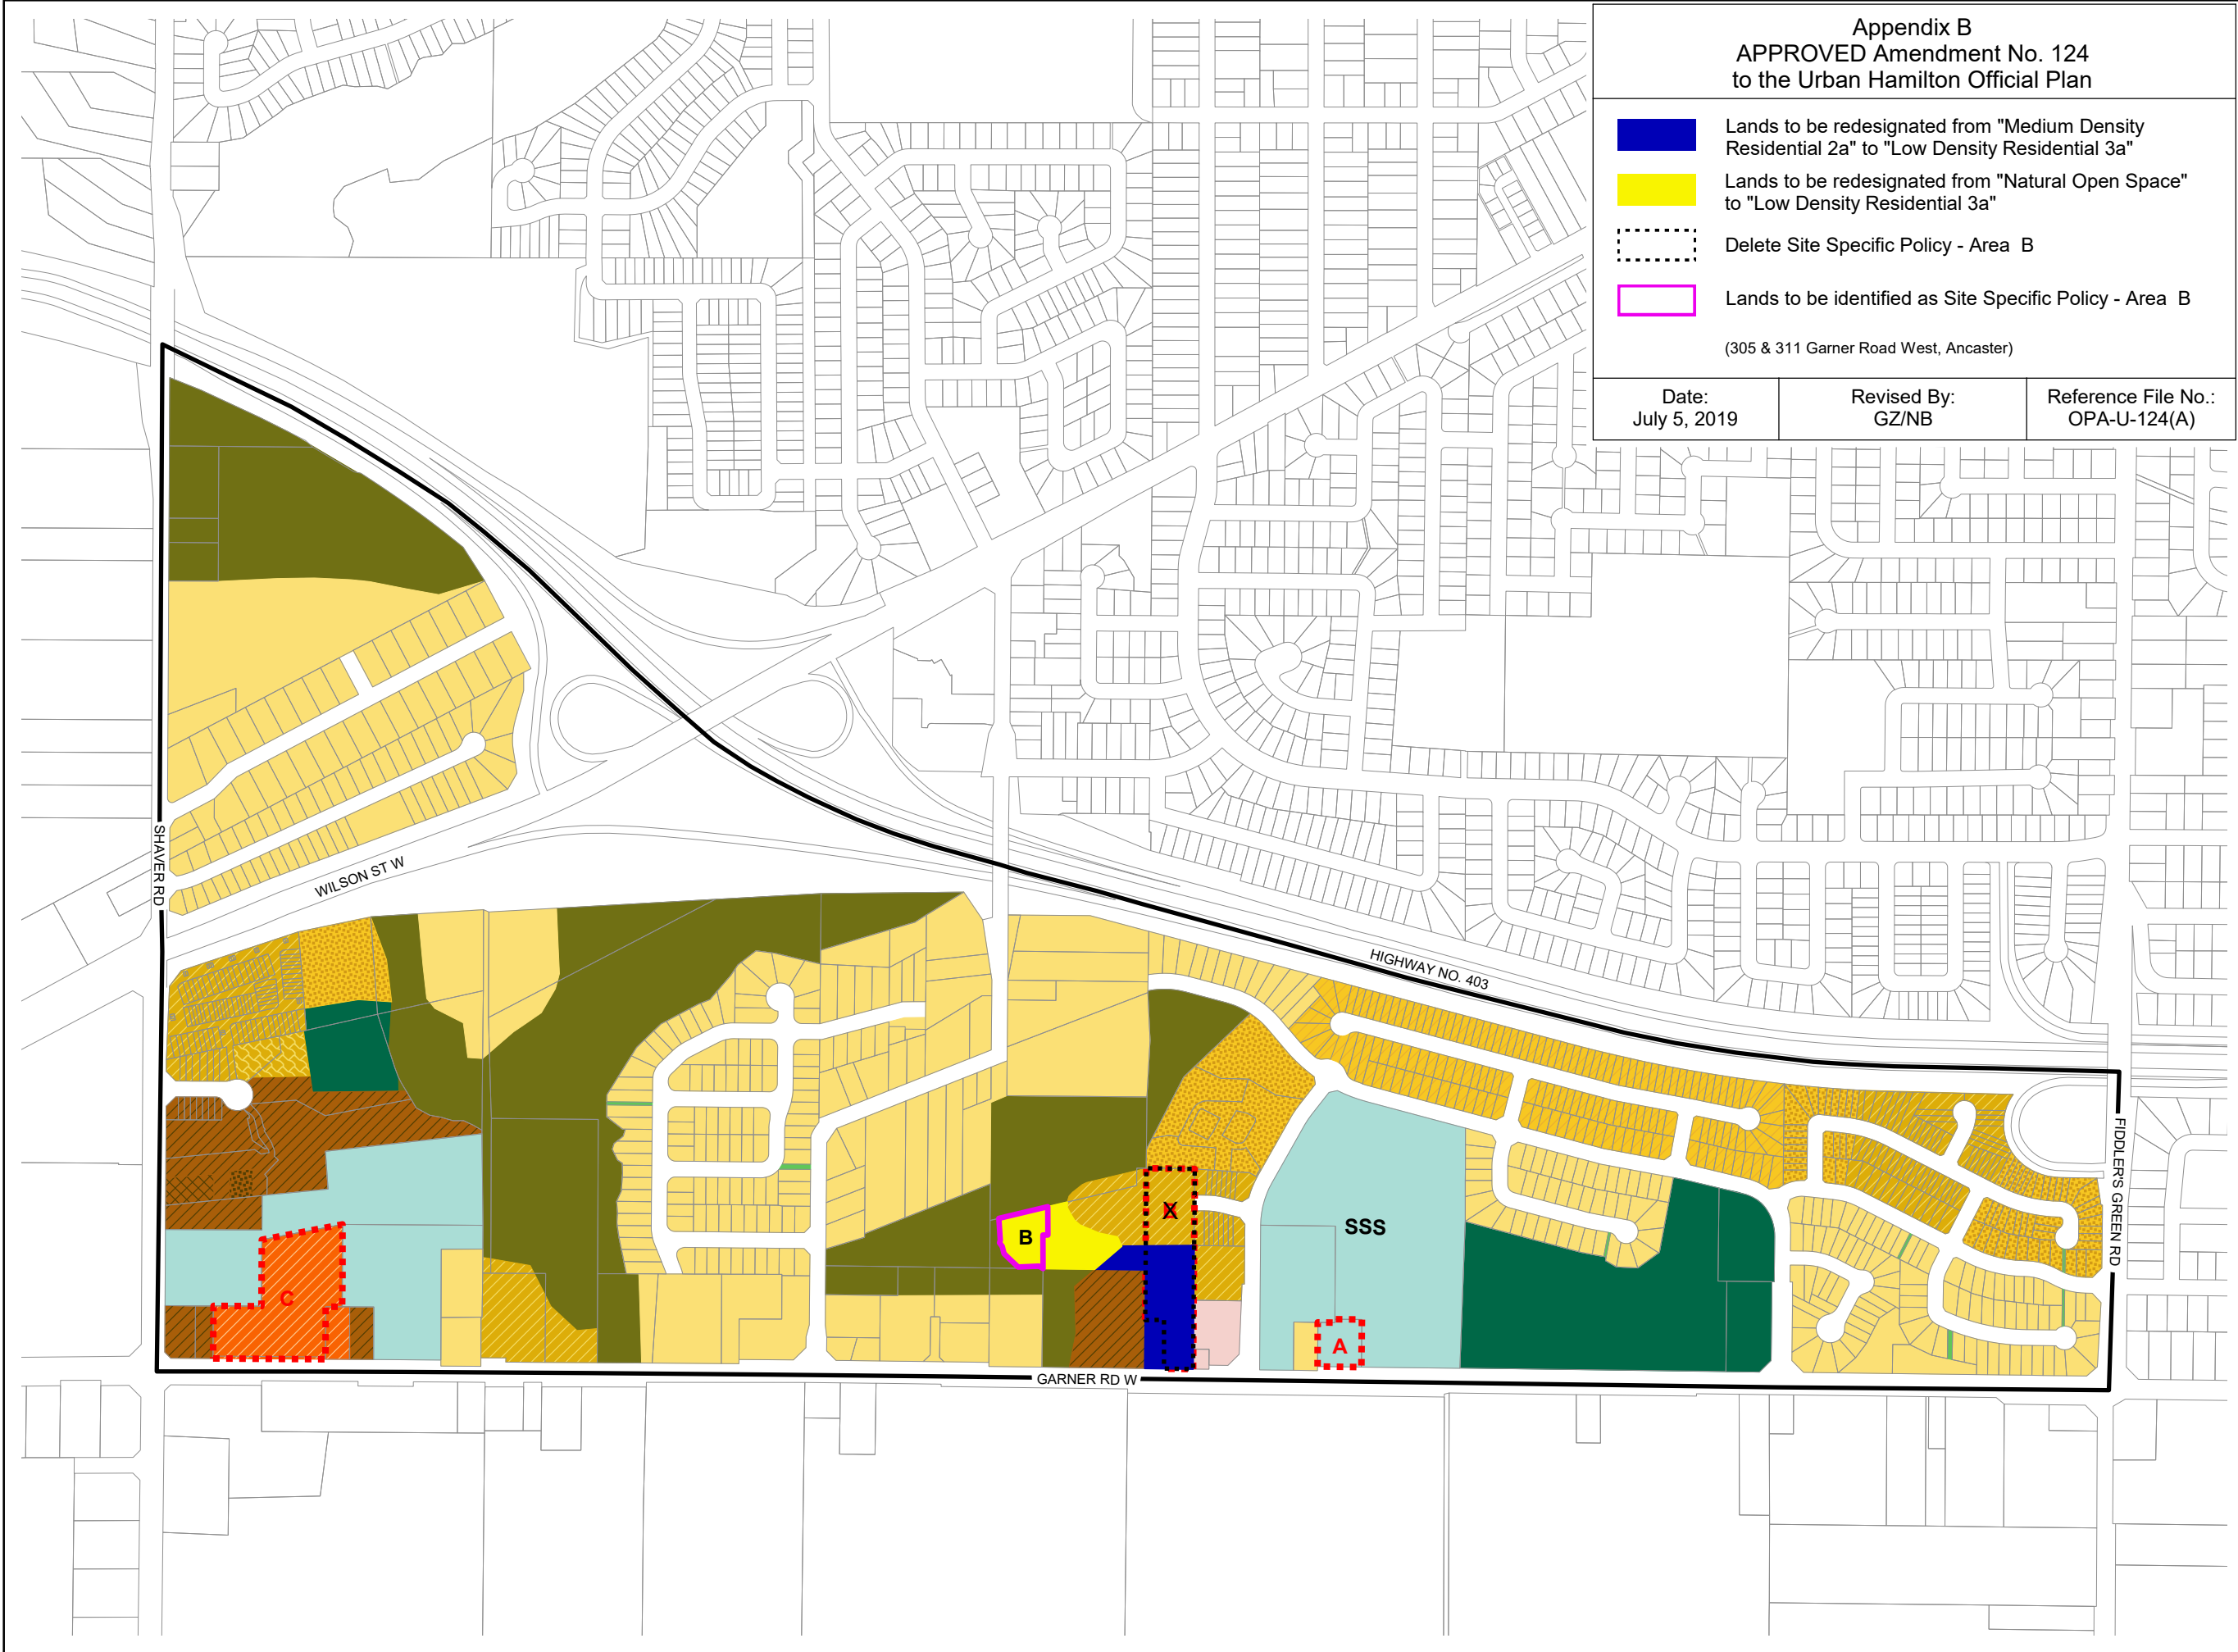 Appendix B
APPROVED Amendment No. 124
to the Urban Hamilton Official Plan
Lands to be redesignated from "Medium Density
Residential 2a" to "Low Density Residential 3a"
Lands to be redesignated from "Natural Open Space"
to "Low Density Residential 3a"
Delete Site Specific Policy - Area B
Lands to be identified as Site Specific Policy - Area B
(305 & 311 Garner Road West, Ancaster)
Date:
July 5, 2019
Revised By:
GZ/NB
Reference File No.:
OPA-U-124(A)
SHAVER RD
WILSON ST W
HIGHWAY NO. 403
FIDDLER'S GREEN RD
X
B
SSS
C
A
GARNER RD W